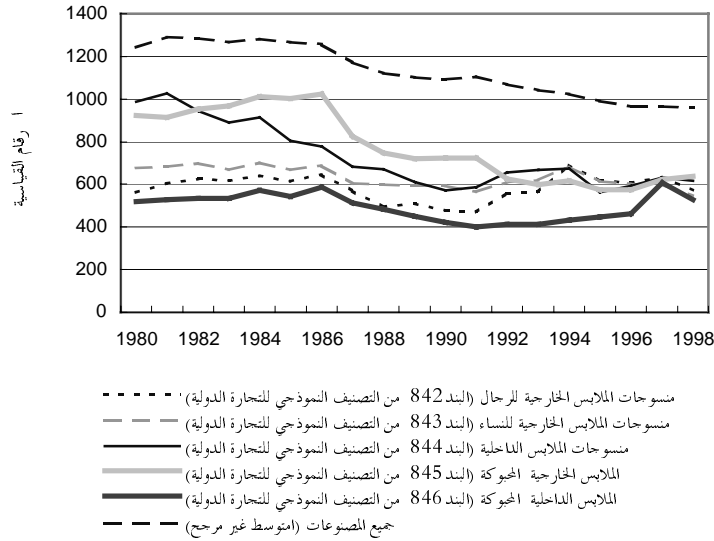 1400
1200
1000
800
600
400
200
0
ا رقام القياسية
1980 1982 1984 1986 1988 1990 1992 1994 1996 1998
منسوجات الملابس الخارجية للرجال (البند 842 من التصنيف النموذجي للتجارة الدولية)
منسوجات الملابس الخارجية للنساء (البند 843 من التصنيف النموذجي للتجارة الدولية)
منسوجات الملابس الداخلية (البند 844 من التصنيف النموذجي للتجارة الدولية)
الملابس الخارجية المحبوكة (البند 845 من التصنيف النموذجي للتجارة الدولية)
الملابس الداخلية المحبوكة (البند 846 من التصنيف النموذجي للتجارة الدولية)
جميع المصنوعات (امتوسط غير مرجح)